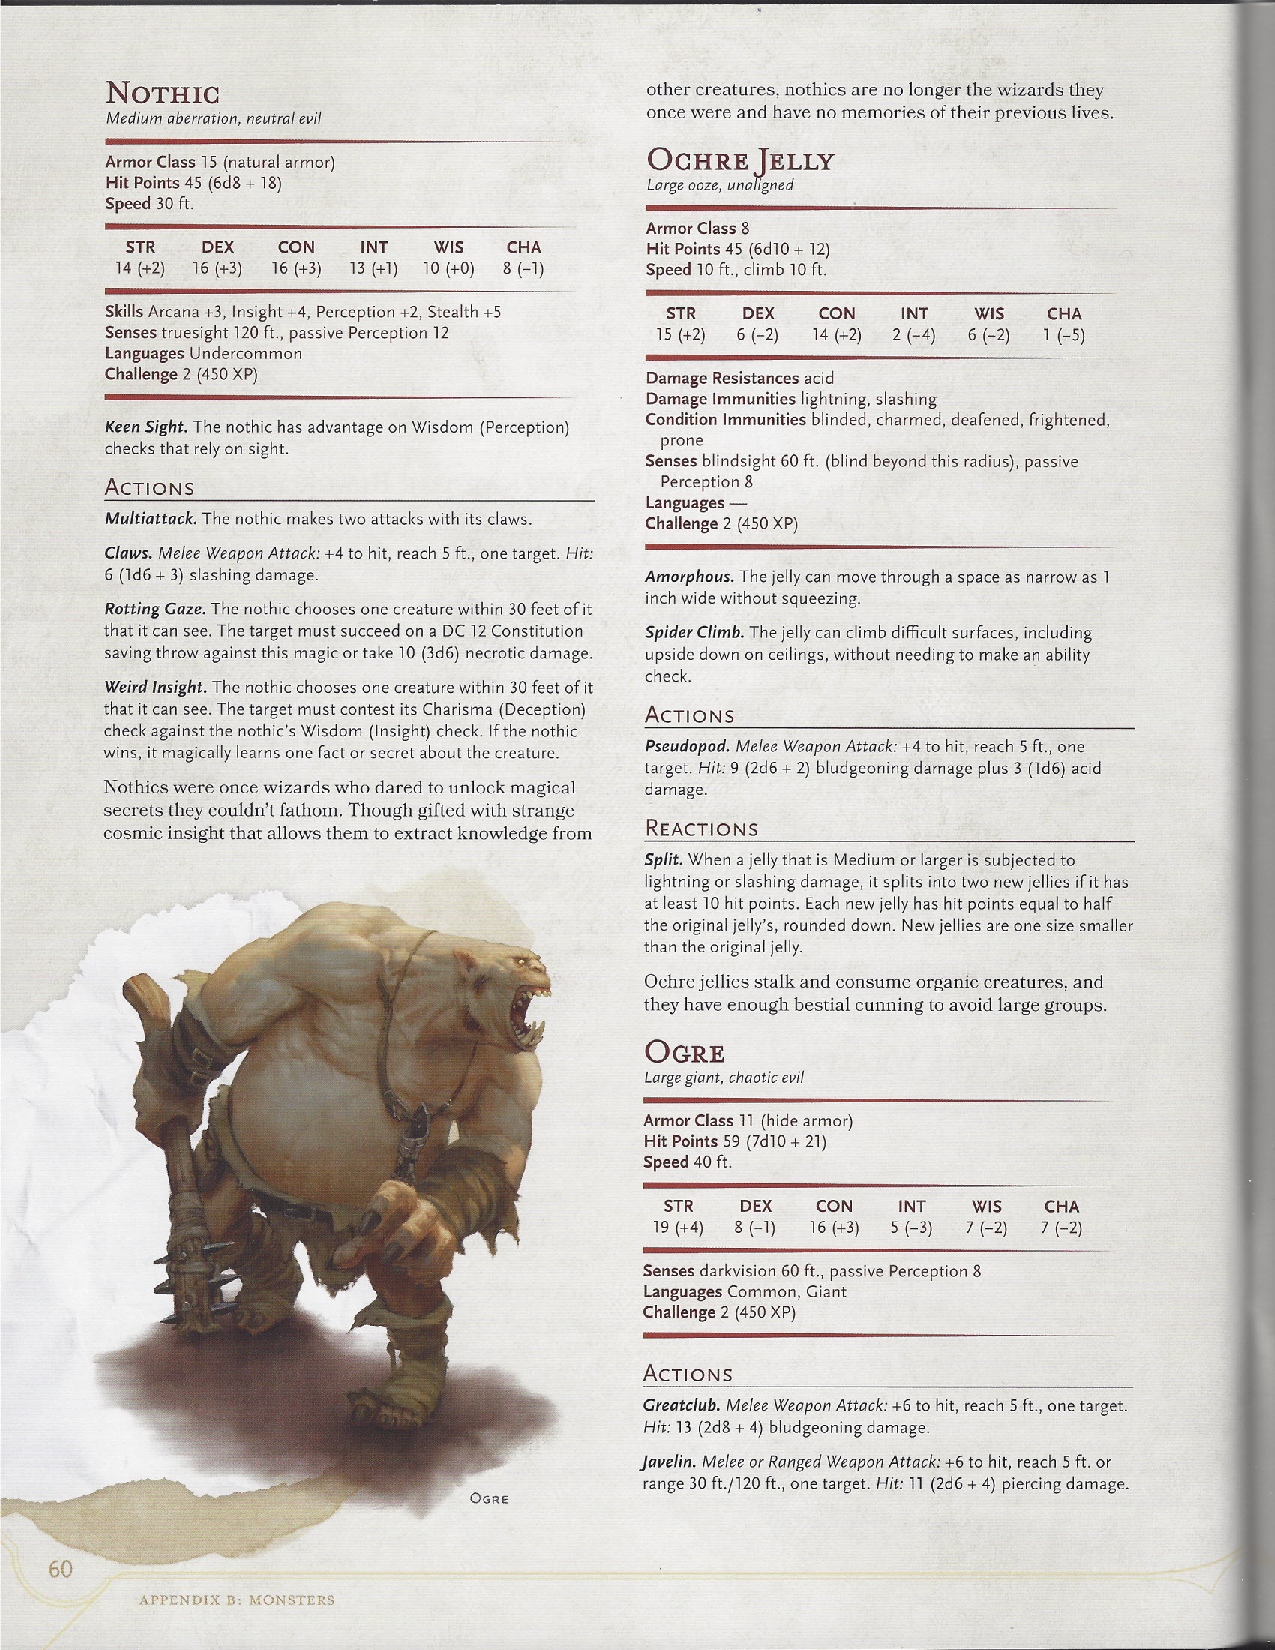 NOTHIC
Medium aberration, neutral evil
Armor Class 15 (natural armor)
Hit Points 45 (6d8 + 18)
Speed 30 ft.
STR DEX CON INT WIS CHA
14 (+2) 16 (+3) 16 (+3) 13 (+1) 10 (+0) 8 (–1)
Skills Arcana +3, Insight +4, Perception +2, Stealth +5
Senses truesight 120 ft., passive Perception 12
Languages Undercommon
Challenge 2 (450 XP)
Keen Sight. The nothic has advantage on Wisdom (Perception)
checks that rely on sight.
ACTIONS
Multiattack. The nothic makes two attacks with its claws.
Claws. Melee Weapon Attack: +4 to hit, reach 5 ft., one target. Hit:
6 (1d6 + 3) slashing damage.
Rotting Gaze. The nothic chooses one creature within 30 feet of it
that it can see. The target must succeed on a DC 12 Constitution
saving throw against this magic or take 10 (3d6) necrotic damage.
Weird Insight. The nothic chooses one creature within 30 feet of it
that it can see. The target must contest its Charisma (Deception)
check against the nothic's Wisdom (Insight) check. If the nothic
wins, it magically learns one fact or secret about the creature.
Nothics were once wizards who dared to unlock magical
secrets they couldn't fathom. Though gifted with strange
cosmic insight that allows them to extract knowledge from
OGRE
60
APPENDIX B: MONSTERS
other creatures, nothics are no longer the wizards they
once were and have no memories of their previous lives.
OCHRE JELLY
Large ooze, unaligned
Armor Class 8
Hit Points 45 (6d10 + 12)
Speed 10 ft., climb 10 ft.
STR DEX CON INT WIS CHA
15 (+2) 6 (–2) 14 (+2) 2 (–4) 6 (–2) 1 (–5)
Damage Resistances acid
Damage Immunities lightning, slashing
Condition Immunities blinded, charmed, deafened, frightened,
prone
Senses blindsight 60 ft. (blind beyond this radius), passive
Perception 8
Languages —
Challenge 2 (450 XP)
Amorphous. The jelly can move through a space as narrow as 1
inch wide without squeezing.
Spider Climb. The jelly can climb difficult surfaces, including
upside down on ceilings, without needing to make an ability
check.
ACTIONS
Pseudopod. Melee Weapon Attack: +4 to hit, reach 5 ft., one
target. Hit: 9 (2d6 + 2) bludgeoning damage plus 3 (1d6) acid
damage.
REACTIONS
Split. When a jelly that is Medium or larger is subjected to
lightning or slashing damage, it splits into two new jellies if it has
at least 10 hit points. Each new jelly has hit points equal to half
the original jelly's, rounded down. New jellies are one size smaller
than the original jelly.
Ochre jellies stalk and consume organic creatures, and
they have enough bestial cunning to avoid large groups.
OGRE
Large giant, chaotic evil
Armor Class 11 (hide armor)
Hit Points 59 (7d10 + 21)
Speed 40 ft.
STR DEX CON INT WIS CHA
19 (+4) 8 (–1) 16 (+3) 5 (–3) 7 (–2) 7 (–2)
Senses darkvision 60 ft., passive Perception 8
Languages Common, Giant
Challenge 2 (450 XP)
ACTIONS
Greatclub. Melee Weapon Attack: +6 to hit, reach 5 ft., one target.
Hit: 13 (2d8 + 4) bludgeoning damage.
Javelin. Melee or Ranged Weapon Attack: +6 to hit, reach 5 ft. or
range 30 ft./120 ft., one target. Hit: 11 (2d6 + 4) piercing damage.